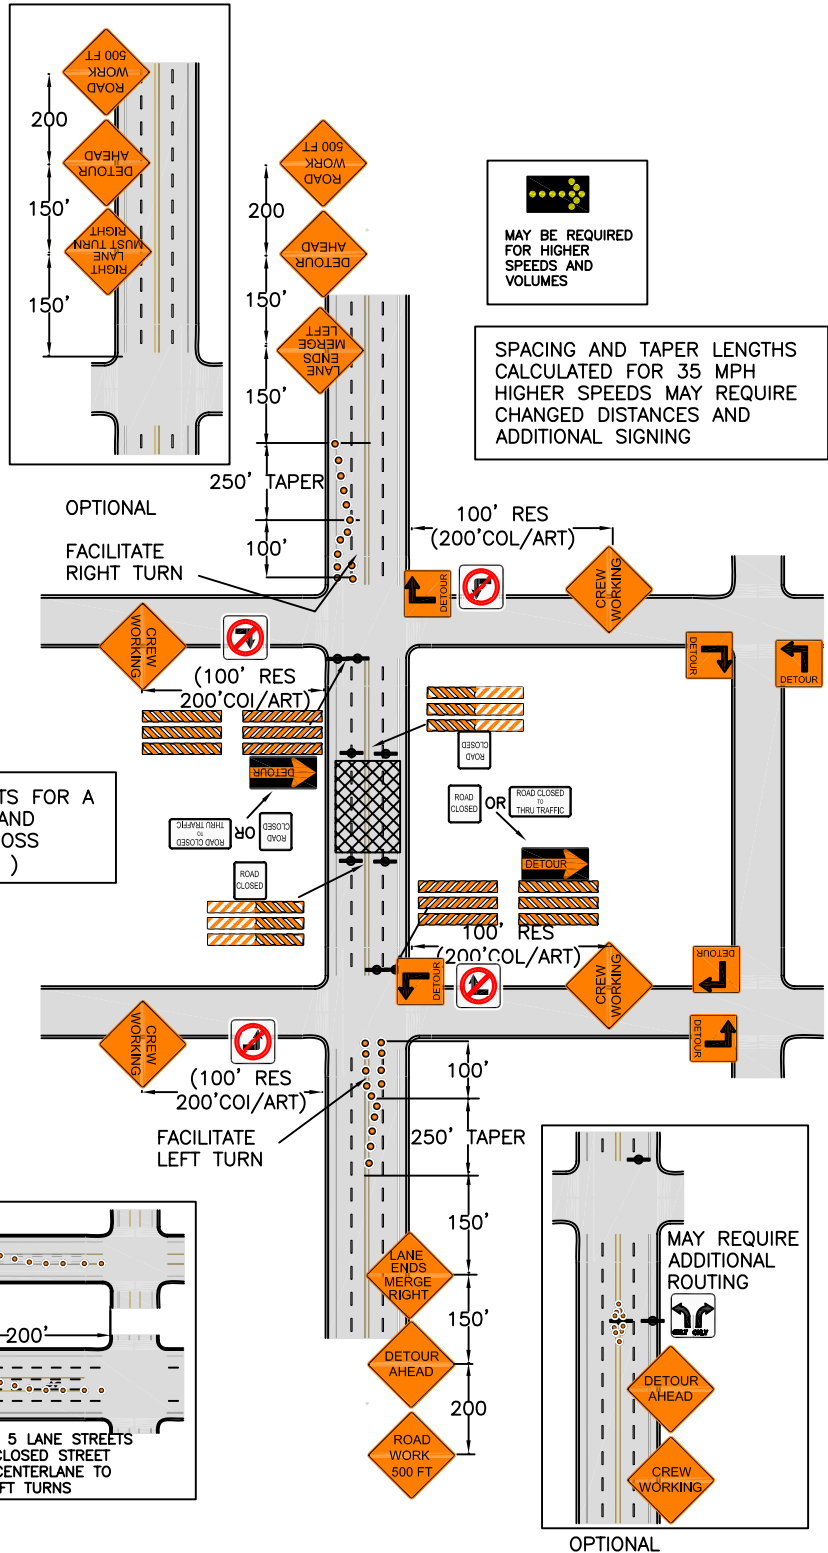 ROAD
WORK
500 FT
200
DETOUR
AHEAD
150'
RIGHT
LANE
MUST TURN
RIGHT
150'
OPTIONAL
ROAD
WORK
500 FT
200
DETOUR
AHEAD
150'
LANE
ENDS
MERGE
LEFT
150'
250' TAPER
100'
FACILITATE
RIGHT TURN
MAY BE REQUIRED
FOR HIGHER
SPEEDS AND
VOLUMES
SPACING AND TAPER LENGTHS
CALCULATED FOR 35 MPH
HIGHER SPEEDS MAY REQUIRE
CHANGED DISTANCES AND
ADDITIONAL SIGNING
100' RES
(200'COL/ART)
DETOUR
CREW
WORKING
DETOUR
DETOUR
CREW
WORKING
(100' RES
200'COI/ART)
DETOUR
ROAD CLOSED
TO
THRU TRAFFIC
OR
ROAD
CLOSED
ROAD
CLOSED
ROAD
CLOSED
OR
ROAD CLOSED
TO
THRU TRAFFIC
DETOUR
TS FOR A
AND
OSS
)
ROAD
CLOSED
100' RES
(200'COL/ART)
DETOUR
CREW
WORKING
DETOUR
DETOUR
CREW
WORKING
(100' RES
200'COI/ART)
FACILITATE
LEFT TURN
100'
250' TAPER
150'
LANE
ENDS
MERGE
RIGHT
150'
DETOUR
AHEAD
200
ROAD
WORK
500 FT
200'
5 LANE STREETS
CLOSED STREET
CENTERLANE TO
FT TURNS
MAY REQUIRE
ADDITIONAL
ROUTING
ONLY ONLY
DETOUR
AHEAD
CREW
WORKING
OPTIONAL